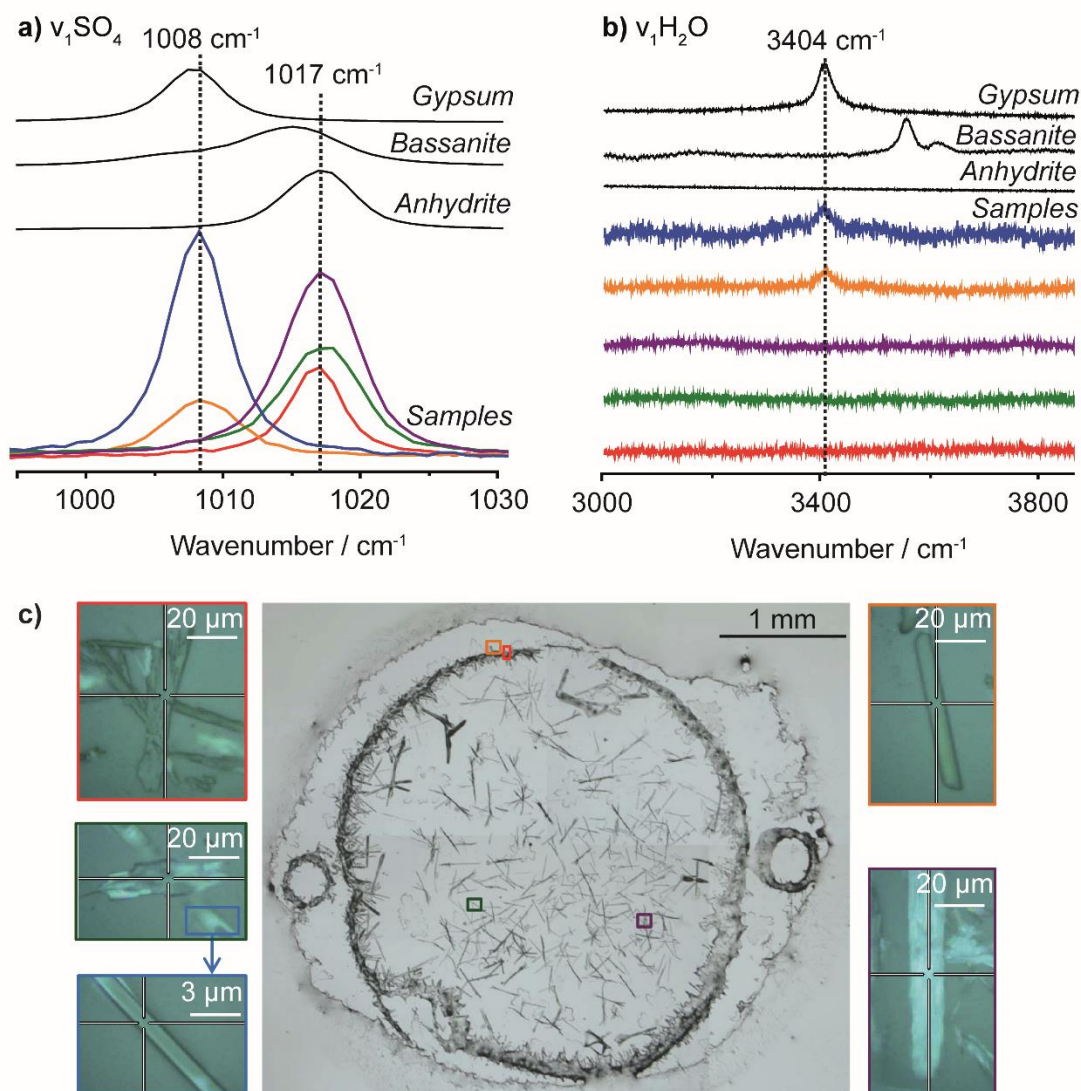 a) v₁SO₄
1008 cm⁻¹
1017 cm⁻¹
Gypsum
Bassanite
Anhydrite
Samples
1000 1010 1020 1030
Wavenumber / cm⁻¹
b) v₁H₂O
3404 cm⁻¹
Gypsum
Bassanite
Anhydrite
Samples
3000 3400 3800
Wavenumber / cm⁻¹
c)
20 µm
20 µm
3 µm
1 mm
20 µm
20 µm